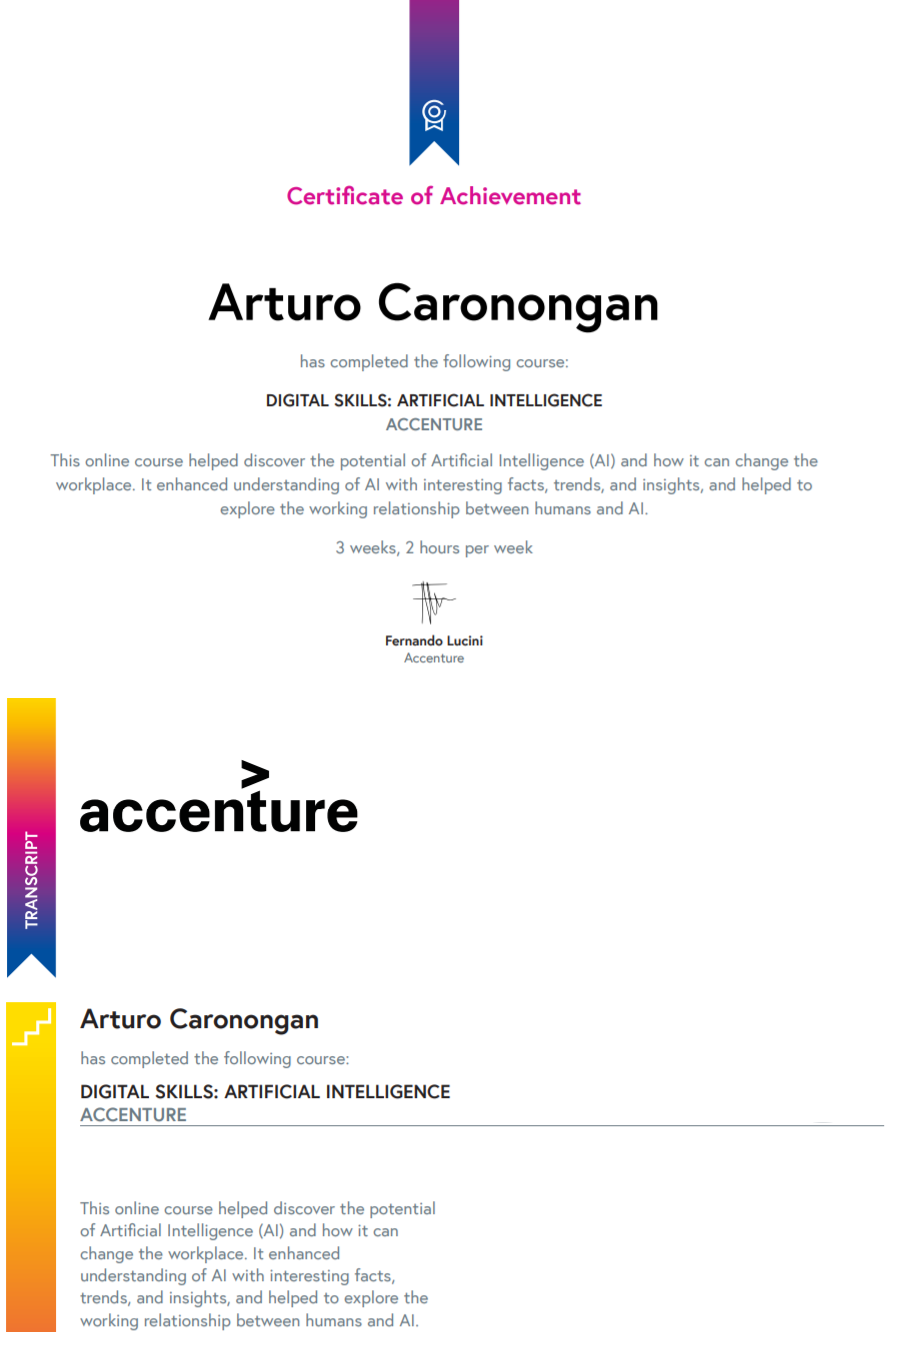 Certificate of Achievement
Arturo Caronongan
has completed the following course:
DIGITAL SKILLS: ARTIFICIAL INTELLIGENCE
ACCENTURE
This online course helped discover the potential of Artificial Intelligence (AI) and how it can change the
workplace. It enhanced understanding of AI with interesting facts, trends, and insights, and helped to
explore the working relationship between humans and AI.
3 weeks, 2 hours per week
Fernando Lucini
Accenture
TRANSCRIPT
accenture
Arturo Caronongan
has completed the following course:
DIGITAL SKILLS: ARTIFICIAL INTELLIGENCE
ACCENTURE
This online course helped discover the potential
of Artificial Intelligence (AI) and how it can
change the workplace. It enhanced
understanding of AI with interesting facts,
trends, and insights, and helped to explore the
working relationship between humans and AI.